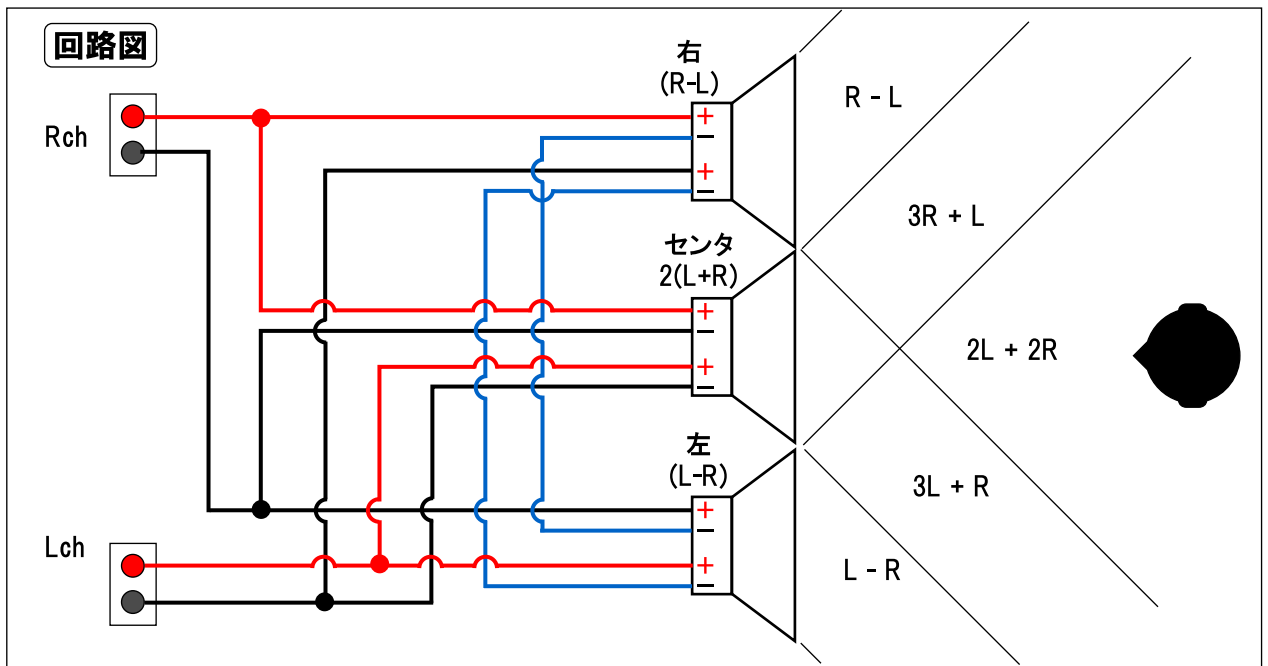 回路図
Rch
Lch
右
(R-L)
+
−
+
−
センタ
2(L+R)
+
−
+
−
左
(L-R)
+
−
+
−
R - L
3R + L
2L + 2R
3L + R
L - R